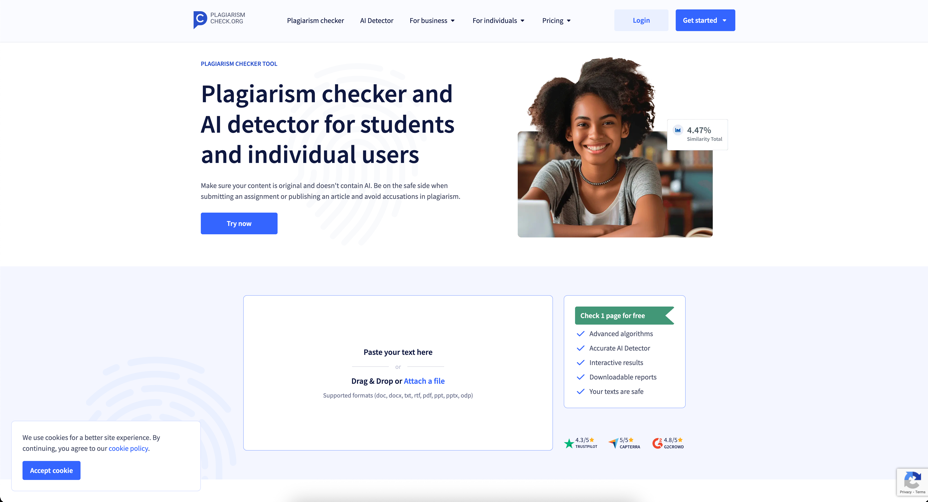 PLAGIARISM
CHECK.ORG
Plagiarism checker
AI Detector
For business
For individuals
Pricing
Login
Get started
PLAGIARISM CHECKER TOOL
Plagiarism checker and
AI detector for students
and individual users
Make sure your content is original and doesn't contain AI. Be on the safe side when
submitting an assignment or publishing an article and avoid accusations in plagiarism.
Try now
4.47%
Similarity Total
Paste your text here
or
Drag & Drop or Attach a file
Supported formats (doc, docx, txt, rtf, pdf, ppt, pptx, odp)
Check 1 page for free
Advanced algorithms
Accurate AI Detector
Interactive results
Downloadable reports
Your texts are safe
4.3/5
TRUSTPILOT
5/5
CAPTERRA
4.8/5
G2CROWD
We use cookies for a better site experience. By
continuing, you agree to our cookie policy.
Accept cookie
Privacy - Terms